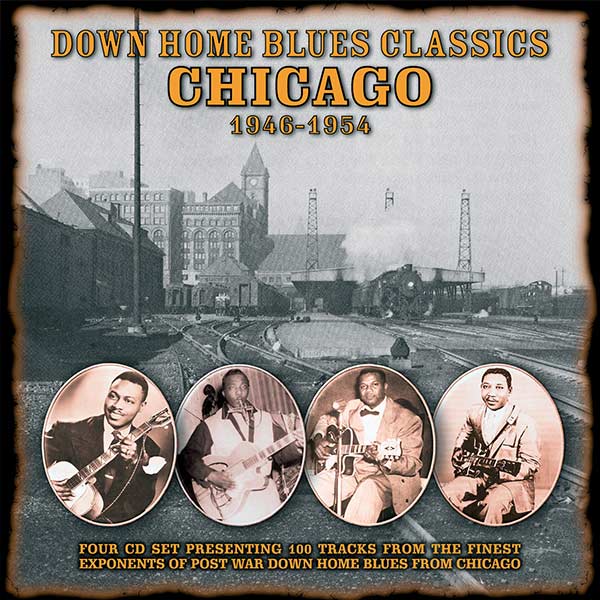 DOWN HOME BLUES CLASSICS
CHICAGO
1946-1954
FOUR CD SET PRESENTING 100 TRACKS FROM THE FINEST
EXPONENTS OF POST WAR DOWN HOME BLUES FROM CHICAGO